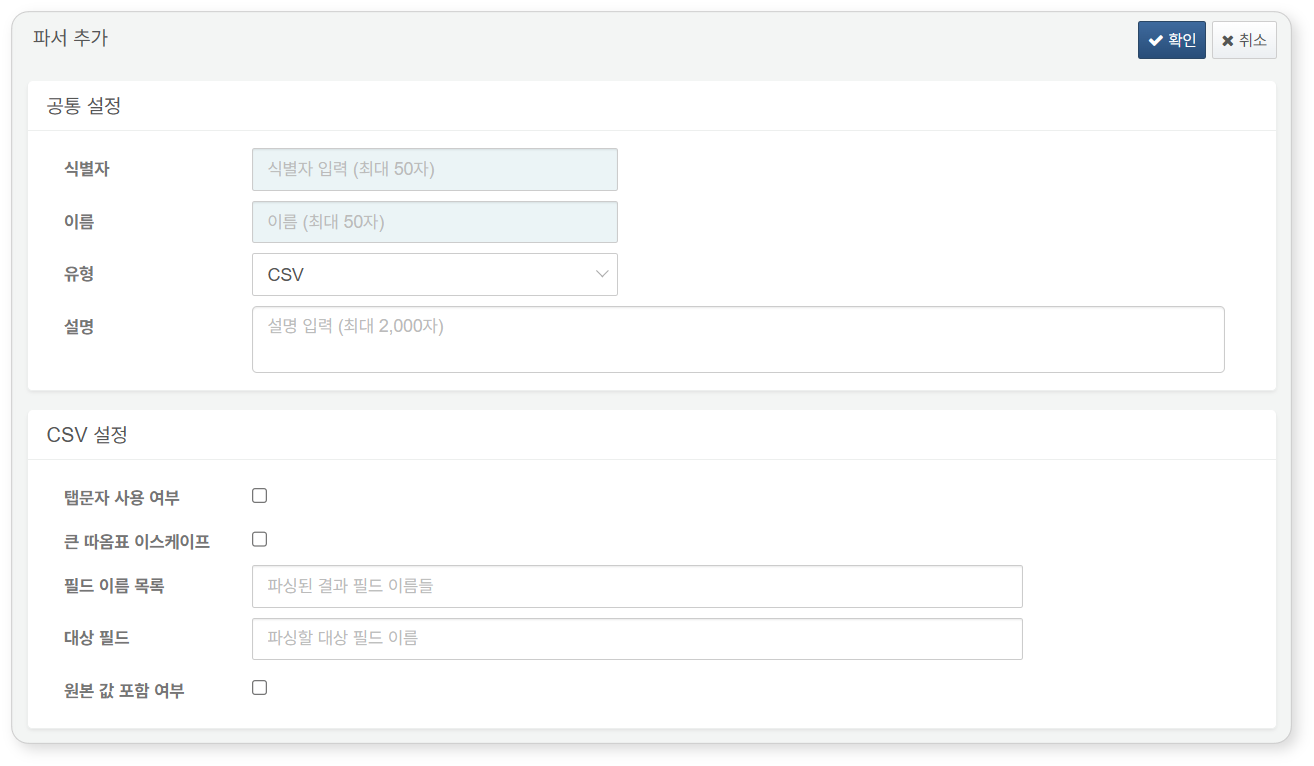 파서 추가
확인
취소
공통 설정
식별자
식별자 입력 (최대 50자)
이름
이름 (최대 50자)
유형
CSV
설명
설명 입력 (최대 2,000자)
CSV 설정
탭문자 사용 여부
큰 따옴표 이스케이프
필드 이름 목록
파싱된 결과 필드 이름들
대상 필드
파싱할 대상 필드 이름
원본 값 포함 여부